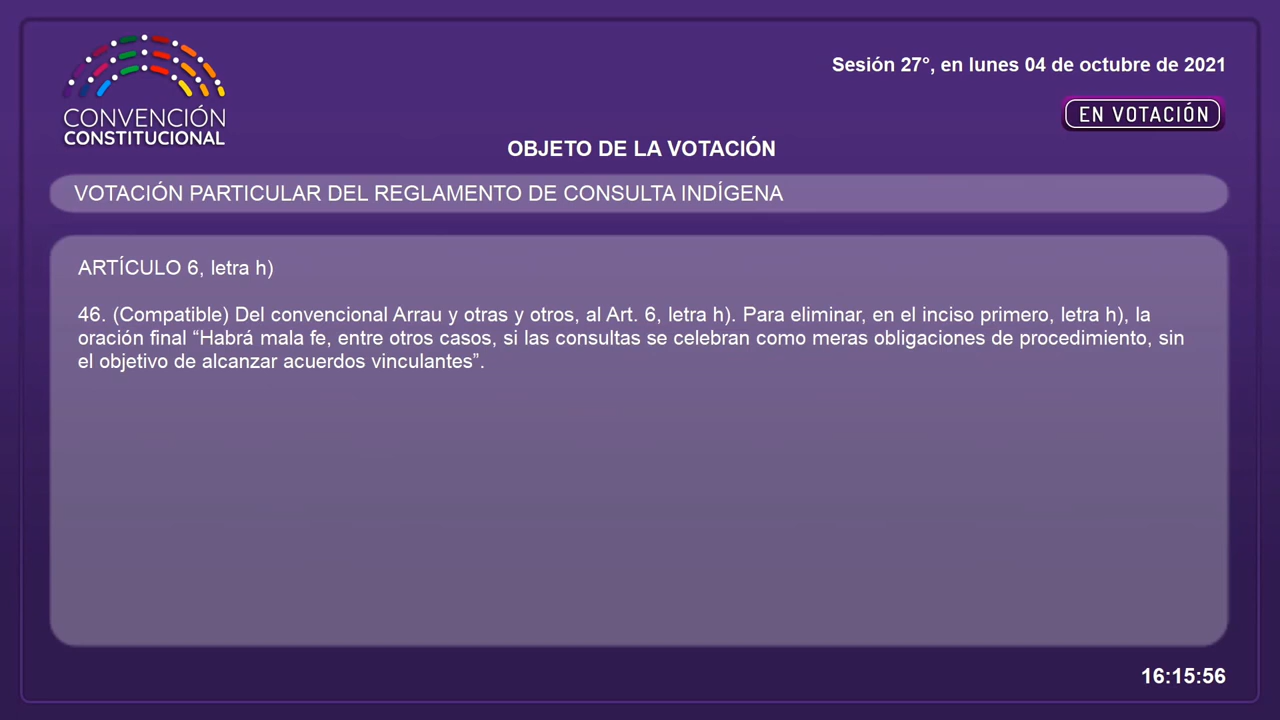 CONVENCIÓN
CONSTITUCIONAL
Sesión 27°, en lunes 04 de octubre de 2021
EN VOTACIÓN
OBJETO DE LA VOTACIÓN
VOTACIÓN PARTICULAR DEL REGLAMENTO DE CONSULTA INDÍGENA
ARTÍCULO 6, letra h)
46. (Compatible) Del convencional Arrau y otras y otros, al Art. 6, letra h). Para eliminar, en el inciso primero, letra h), la
oración final “Habrá mala fe, entre otros casos, si las consultas se celebran como meras obligaciones de procedimiento, sin
el objetivo de alcanzar acuerdos vinculantes”.
16:15:56